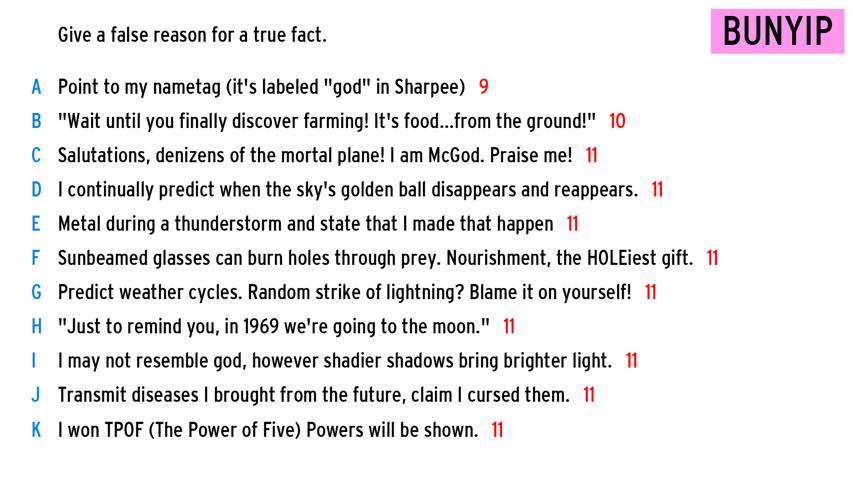 Give a false reason for a true fact.
BUNYIP
A Point to my nametag (it's labeled "god" in Sharpee) 9
B "Wait until you finally discover farming! It's food...from the ground!" 10
C Salutations, denizens of the mortal plane! I am McGod. Praise me! 11
D I continually predict when the sky's golden ball disappears and reappears. 11
E Metal during a thunderstorm and state that I made that happen 11
F Sunbeamed glasses can burn holes through prey. Nourishment, the HOLEiest gift. 11
G Predict weather cycles. Random strike of lightning? Blame it on yourself! 11
H "Just to remind you, in 1969 we're going to the moon." 11
I I may not resemble god, however shadier shadows bring brighter light. 11
J Transmit diseases I brought from the future, claim I cursed them. 11
K I won TPOF (The Power of Five) Powers will be shown. 11